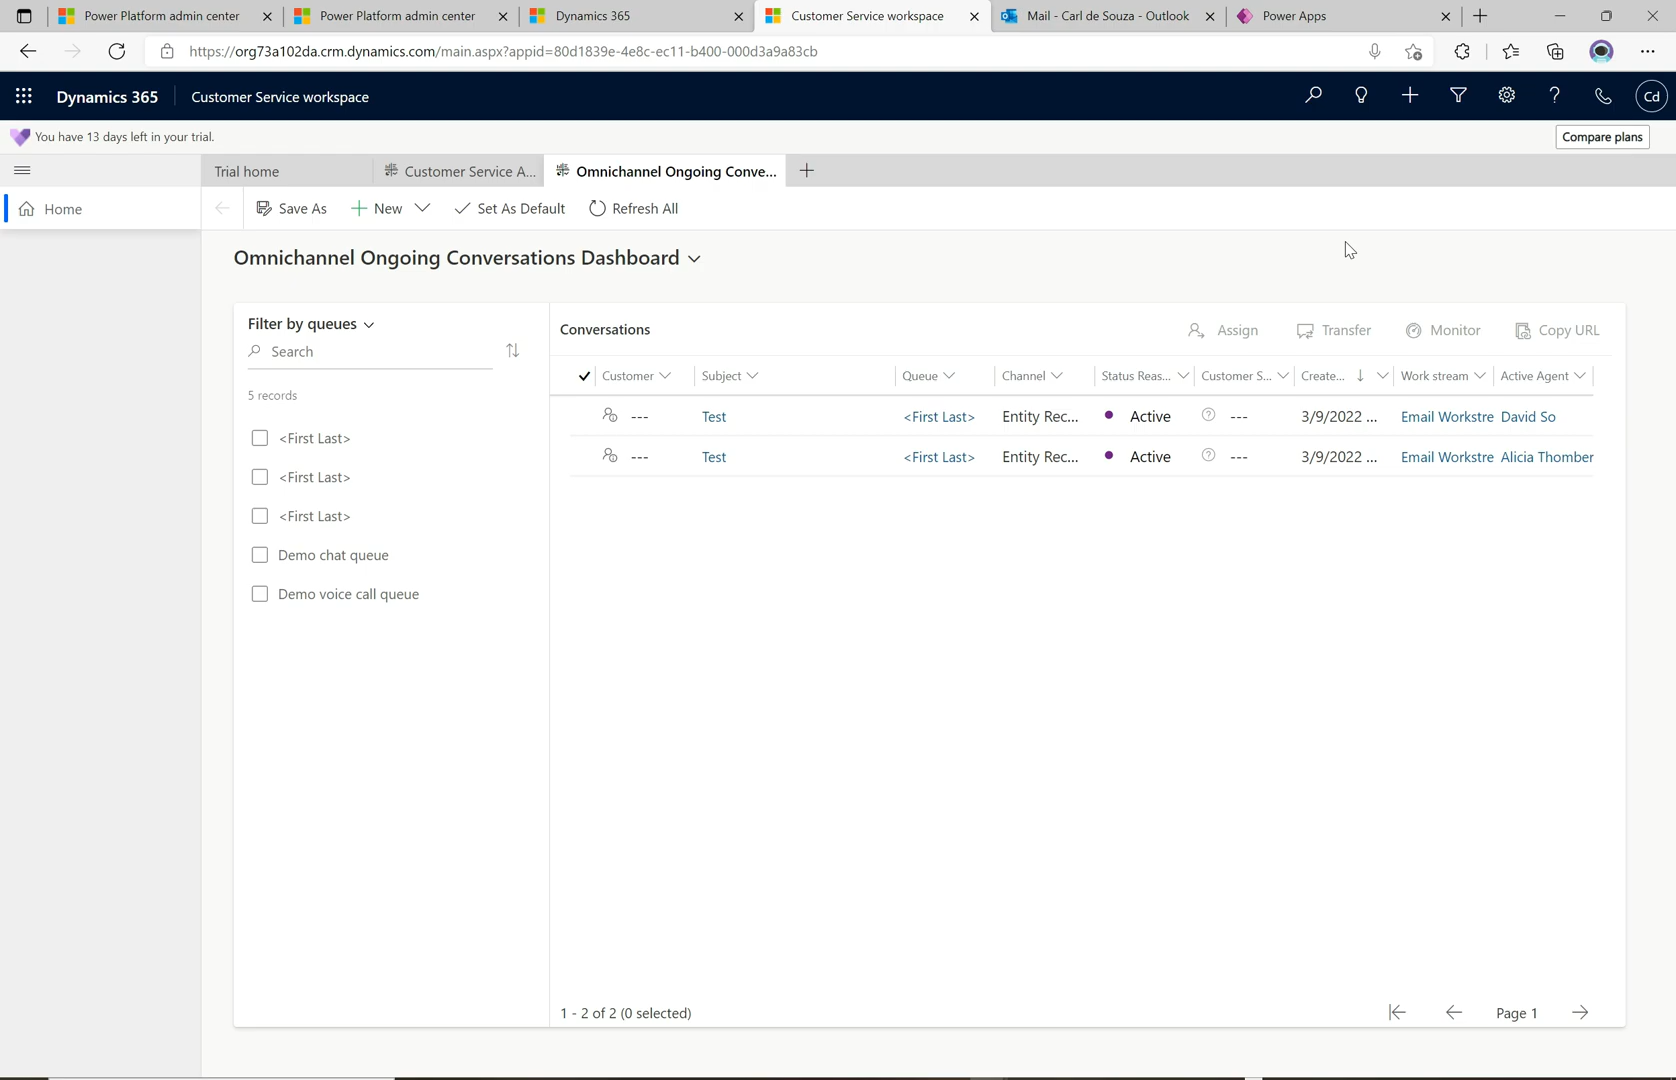 Power Platform admin center
Power Platform admin center
Dynamics 365
Customer Service workspace
Mail - Carl de Souza - Outlook
Power Apps
https://org73a102da.crm.dynamics.com/main.aspx?appid=80d1839e-4e8c-ec11-b400-000d3a9a83cb
Dynamics 365
Customer Service workspace
Cd
You have 13 days left in your trial.
Compare plans
Trial home
Customer Service A...
Omnichannel Ongoing Conve...
Home
Save As
New
Set As Default
Refresh All
Omnichannel Ongoing Conversations Dashboard
Filter by queues
Search
5 records
<First Last>
<First Last>
<First Last>
Demo chat queue
Demo voice call queue
Conversations
Assign
Transfer
Monitor
Copy URL
Customer Subject Queue Channel Status Reas... Customer S... Create... Work stream Active Agent
--- Test <First Last> Entity Rec... Active --- 3/9/2022 ... Email Workstre David So
--- Test <First Last> Entity Rec... Active --- 3/9/2022 ... Email Workstre Alicia Thomber
1 - 2 of 2 (0 selected)
Page 1